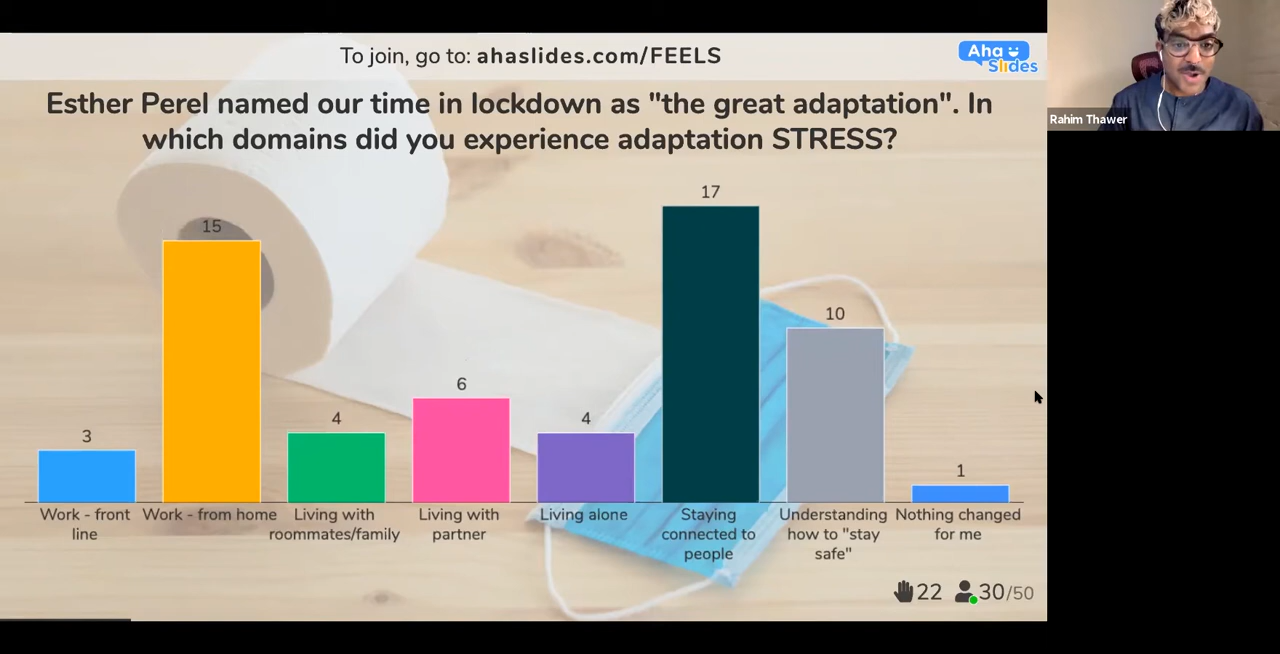 To join, go to: ahaslides.com/FEELS
Aha
Slides
Rahim Thawer
Esther Perel named our time in lockdown as "the great adaptation". In
which domains did you experience adaptation STRESS?
3
15
4
6
4
17
10
1
Work - front
line
Work - from home
Living with
roommates/family
Living with
partner
Living alone
Staying
connected to
people
Understanding
how to "stay
safe"
Nothing changed
for me
22 30/50